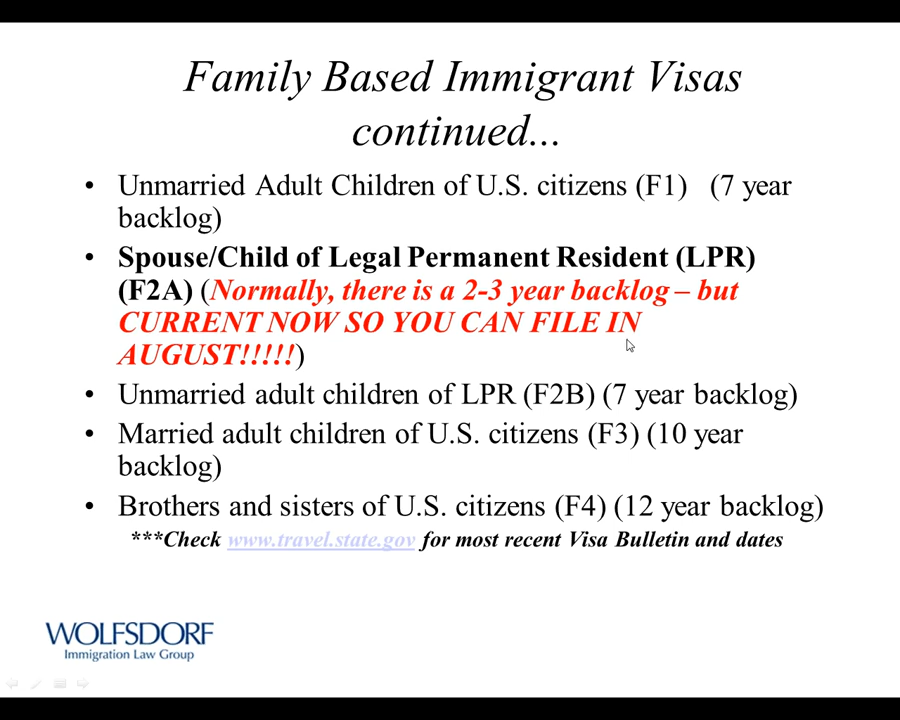 Family Based Immigrant Visas
continued...
• Unmarried Adult Children of U.S. citizens (F1) (7 year
backlog)
• Spouse/Child of Legal Permanent Resident (LPR)
(F2A) (Normally, there is a 2-3 year backlog – but
CURRENT NOW SO YOU CAN FILE IN
AUGUST!!!!!)
• Unmarried adult children of LPR (F2B) (7 year backlog)
• Married adult children of U.S. citizens (F3) (10 year
backlog)
• Brothers and sisters of U.S. citizens (F4) (12 year backlog)
***Check www.travel.state.gov for most recent Visa Bulletin and dates
WOLFSDORF
Immigration Law Group